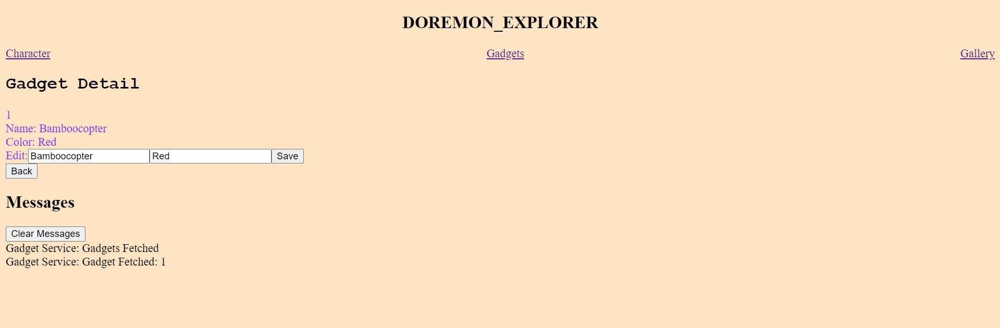 DOREMON_EXPLORER
Character Gadgets Gallery
Gadget Detail
1
Name: Bamboocopter
Color: Red
Edit: Bamboocopter Red Save
Back
Messages
Clear Messages
Gadget Service: Gadgets Fetched
Gadget Service: Gadget Fetched: 1